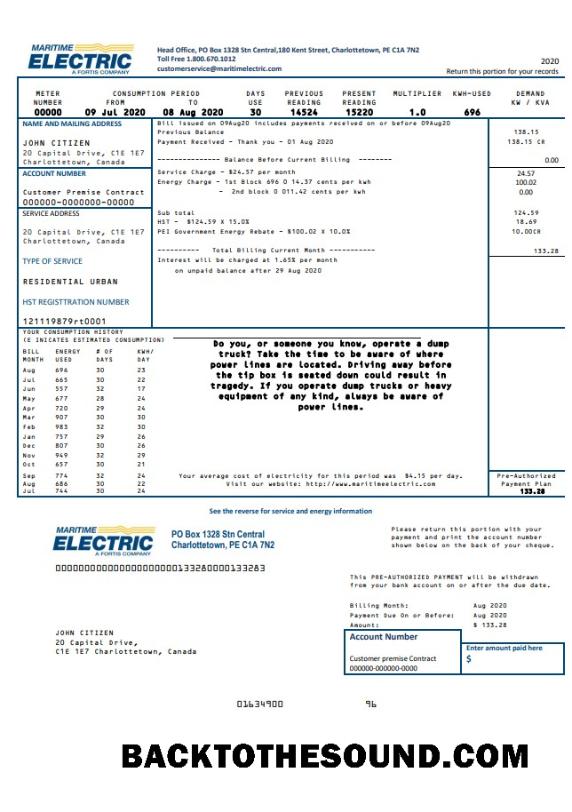 MARITIME
ELECTRIC
A FORTIS COMPANY
Head Office, PO Box 1328 Stn Central,180 Kent Street, Charlottetown, PE C1A 7N2
Toll Free 1.800.670.1012
customerservice@maritimelectric.com
2020
Return this portion for your records
METER NUMBER CONSUMPTION PERIOD FROM TO DAYS USE PREVIOUS READING PRESENT READING MULTIPLIER KWH-USED DEMAND KW / KVA
00000 09 Jul 2020 08 Aug 2020 30 14524 15220 1.0 696
NAME AND MAILING ADDRESS
JOHN CITIZEN
20 Capital Drive, C1E 1E7
Charlottetown, Canada
ACCOUNT NUMBER
Customer Premise Contract
000000-0000000-00000
SERVICE ADDRESS
20 Capital Drive, C1E 1E7
Charlottetown, Canada
TYPE OF SERVICE
RESIDENTIAL URBAN
HST REGISTTRATION NUMBER
121119879rt0001
Bill issued on 09Aug20 includes payments received on or before 09Aug20
Previous Balance 138.15
Payment Received - Thank you - 01 Aug 2020 138.15 CR
-------------- Balance Before Current Billing ------- 0.00
Service Charge - $24.57 per month 24.57
Energy Charge - 1st Block 696 @ 14.37 cents per kwh 100.02
- 2nd block 0 @11.42 cents per kwh 0.00
Sub total 124.59
HST - $124.59 X 15.0% 18.69
PEI Government Energy Rebate - $100.02 X 10.0% 10.00CR
---------- Total Billing Current Month ----------- 133.28
Interest will be charged at 1.65% per month
on unpaid balance after 29 Aug 2020
YOUR CONSUMPTION HISTORY
(E INICATES ESTIMATED CONSUMPTION)
BILL MONTH ENERGY USED # OF DAYS KWH/ DAY
Aug 696 30 23
Jul 665 30 22
Jun 557 32 17
May 677 28 24
Apr 720 29 24
Mar 907 30 30
Feb 983 32 30
Jan 757 29 26
Dec 807 30 26
Nov 949 32 29
Oct 657 30 21
Sep 774 32 24
Aug 686 30 22
Jul 744 30 24
Do you, or someone you know, operate a dump
truck? Take the time to be aware of where
power lines are located. Driving away before
the tip box is seated down could result in
tragedy. If you operate dump trucks or heavy
equipment of any kind, always be aware of
power lines.
Your average cost of electricity for this period was $4.15 per day.
Visit our website: http://www.maritimeelectric.com
Pre-Authorized
Payment Plan
133.28
See the reverse for service and energy information
MARITIME
ELECTRIC
A FORTIS COMPANY
PO Box 1328 Stn Central
Charlottetown, PE C1A 7N2
Please return this portion with your
payment and print the account number
shown below on the back of your cheque.
This PRE-AUTHORIZED PAYMENT will be withdrawn
from your bank account on or after the due date.
Billing Month: Aug 2020
Payment Due On or Before: Aug 2020
Amount: $ 133.28
JOHN CITIZEN
20 Capital Drive,
C1E 1E7 Charlottetown, Canada
Account Number
Customer premise Contract
000000-000000-0000
Enter amount paid here
$
01634900 96
BACKTOTHESOUND.COM